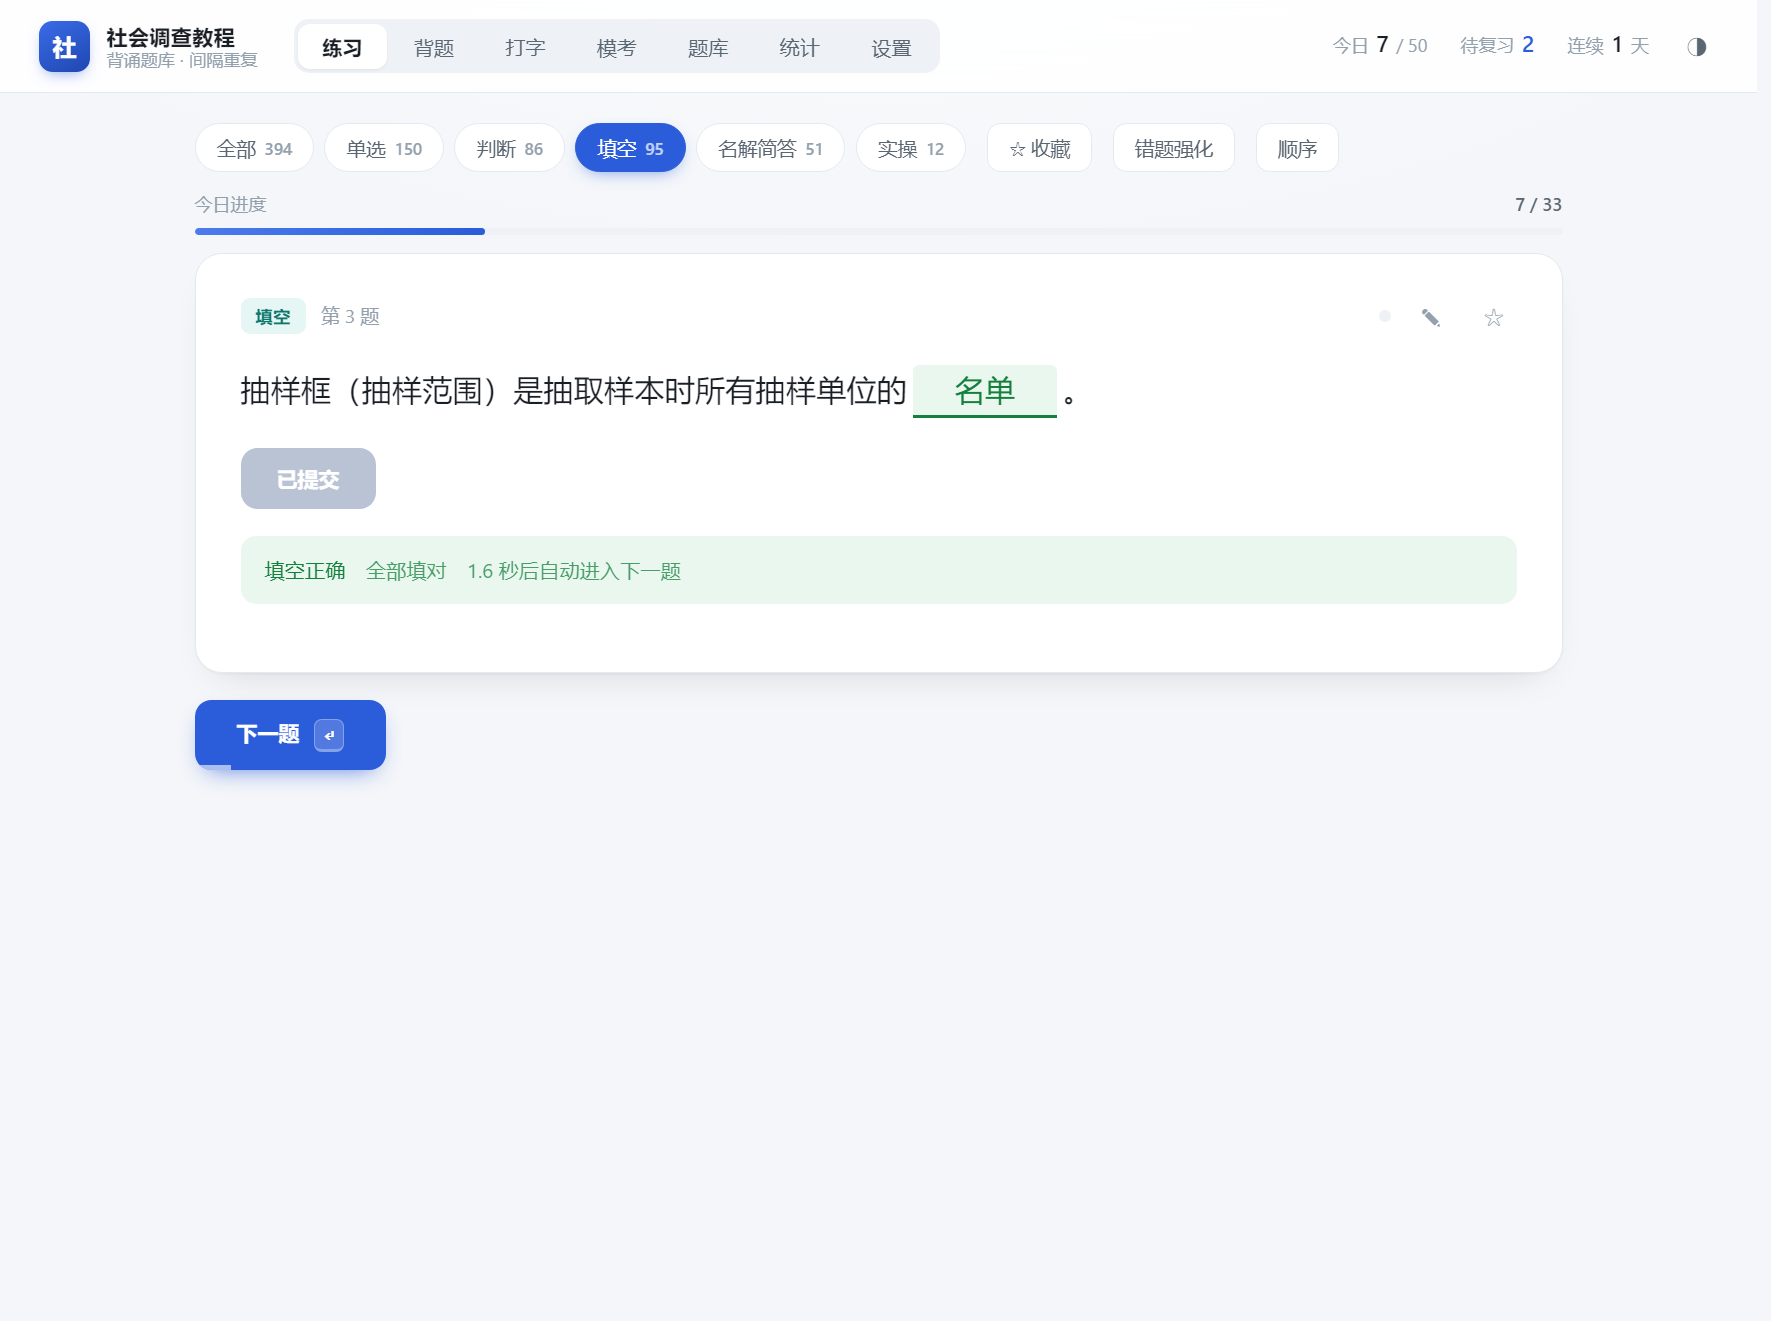 社
社会调查教程
背诵题库 · 间隔重复
练习 背题 打字 模考 题库 统计 设置
今日 7 / 50 待复习 2 连续 1 天
全部 394 单选 150 判断 86 填空 95 名解简答 51 实操 12 ☆ 收藏 错题强化 顺序
今日进度 7 / 33
填空 第 3 题
抽样框（抽样范围）是抽取样本时所有抽样单位的 名单 。
已提交
填空正确 全部填对 1.6 秒后自动进入下一题
下一题